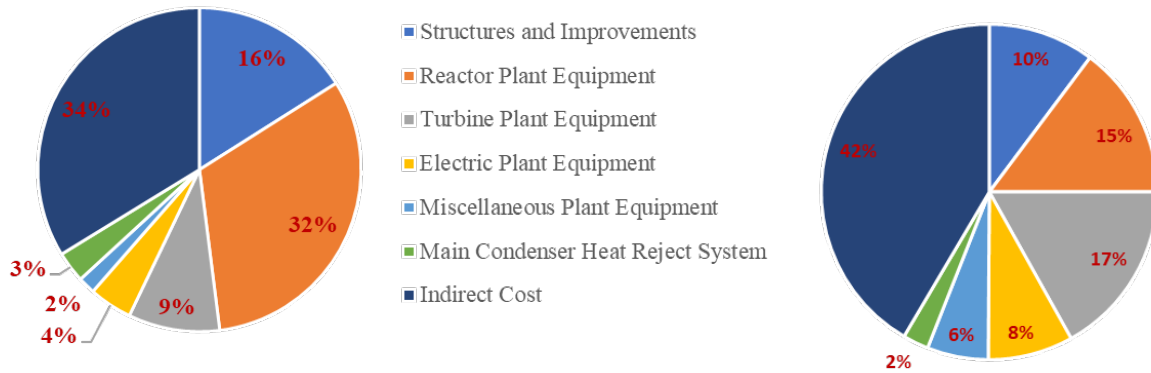 16%
32%
9%
4%
2%
3%
34%
Structures and Improvements
Reactor Plant Equipment
Turbine Plant Equipment
Electric Plant Equipment
Miscellaneous Plant Equipment
Main Condenser Heat Reject System
Indirect Cost
10%
15%
17%
8%
6%
2%
42%